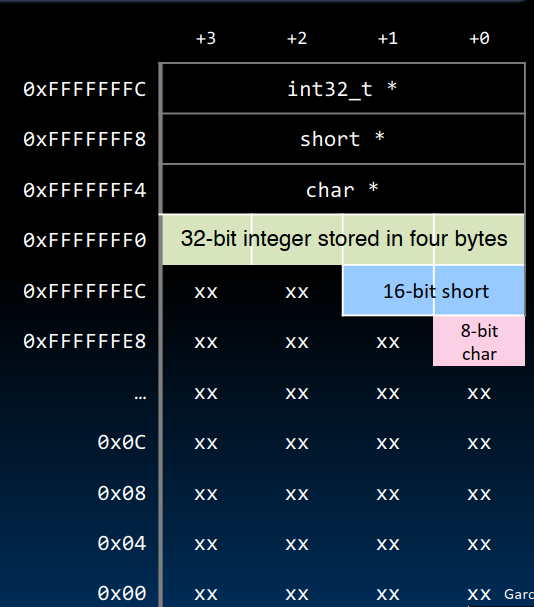 +3 +2 +1 +0
0xFFFFFFFC int32_t *
0xFFFFFFF8 short *
0xFFFFFFF4 char *
0xFFFFFFF0 32-bit integer stored in four bytes
0xFFFFFFEC xx xx 16-bit short
0xFFFFFFE8 xx xx xx 8-bit
char
… xx xx xx xx
0x0C xx xx xx xx
0x08 xx xx xx xx
0x04 xx xx xx xx
0x00 xx xx xx xx Garc